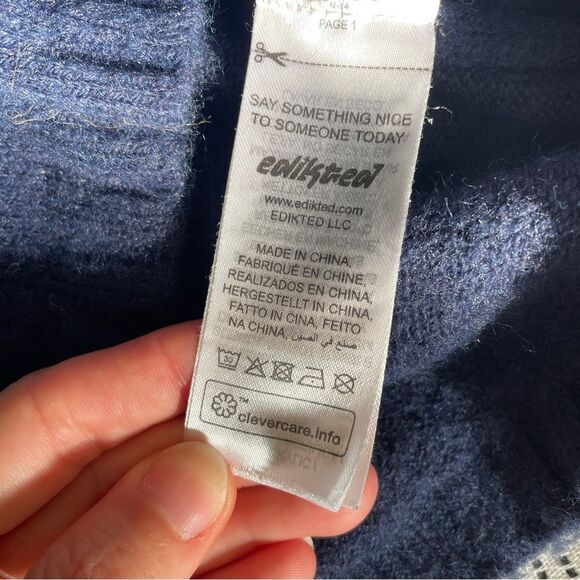 PAGE 1
SAY SOMETHING NICE
TO SOMEONE TODAY
edikted
www.edikted.com
EDIKTED LLC
MADE IN CHINA,
FABRIQUÉ EN CHINE,
REALIZADOS EN CHINA,
HERGESTELLT IN CHINA,
FATTO IN CINA, FEITO
NA CHINA, صنع في الصين
30
™
clevercare.info